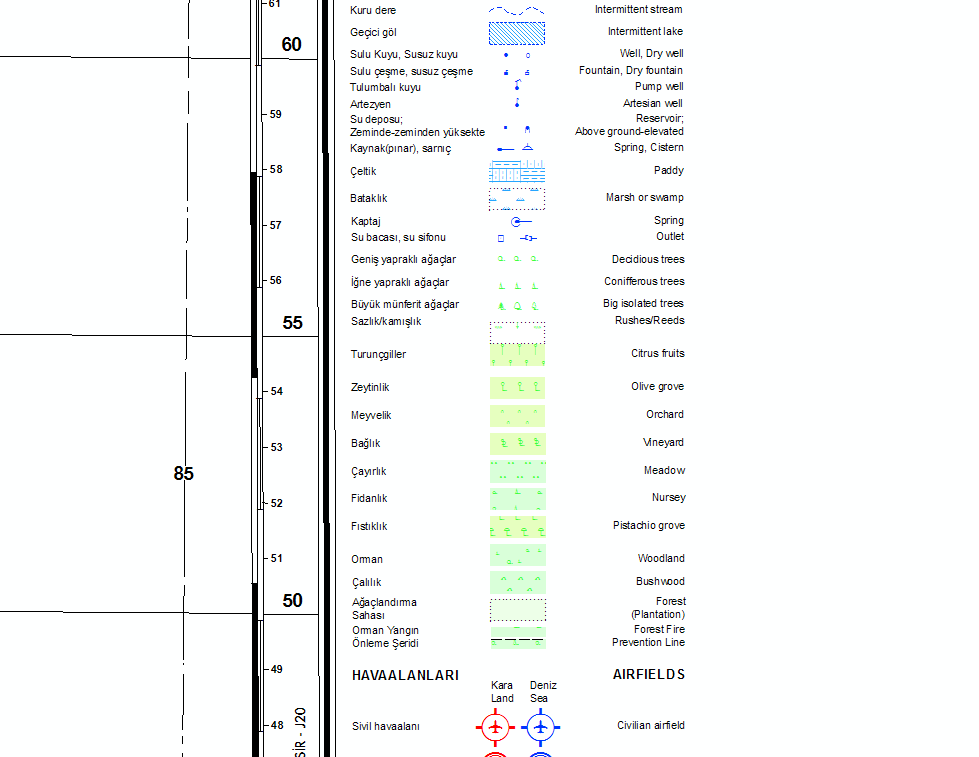 61
60
59
58
57
56
55
54
53
85
52
51
50
49
48
SİR - J20
Kuru dere Intermittent stream
Geçici göl Intermittent lake
Sulu Kuyu, Susuz kuyu Well, Dry well
Sulu çeşme, susuz çeşme Fountain, Dry fountain
Tulumbalı kuyu Pump well
Artezyen Artesian well
Su deposu; Reservoir;
Zeminde-zeminden yüksekte Above ground-elevated
Kaynak(pınar), sarnıç Spring, Cistern
Çeltik Paddy
Bataklık Marsh or swamp
Kaptaj Spring
Su bacası, su sifonu Outlet
Geniş yapraklı ağaçlar Decidious trees
İğne yapraklı ağaçlar Conifferous trees
Büyük münferit ağaçlar Big isolated trees
Sazlık/kamışlık Rushes/Reeds
Turunçgiller Citrus fruits
Zeytinlik Olive grove
Meyvelik Orchard
Bağlık Vineyard
Çayırlık Meadow
Fidanlık Nursey
Fıstıklık Pistachio grove
Orman Woodland
Çalılık Bushwood
Ağaçlandırma Forest
Sahası (Plantation)
Orman Yangın Forest Fire
Önleme Şeridi Prevention Line
HAVAALANLARI AIRFIELDS
Kara Deniz
Land Sea
Sivil havaalanı Civilian airfield